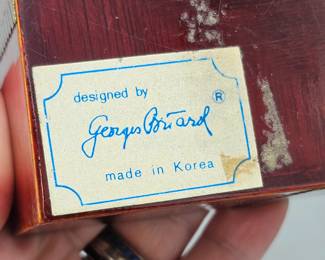 designed by
Georges Briard
®
made in Korea